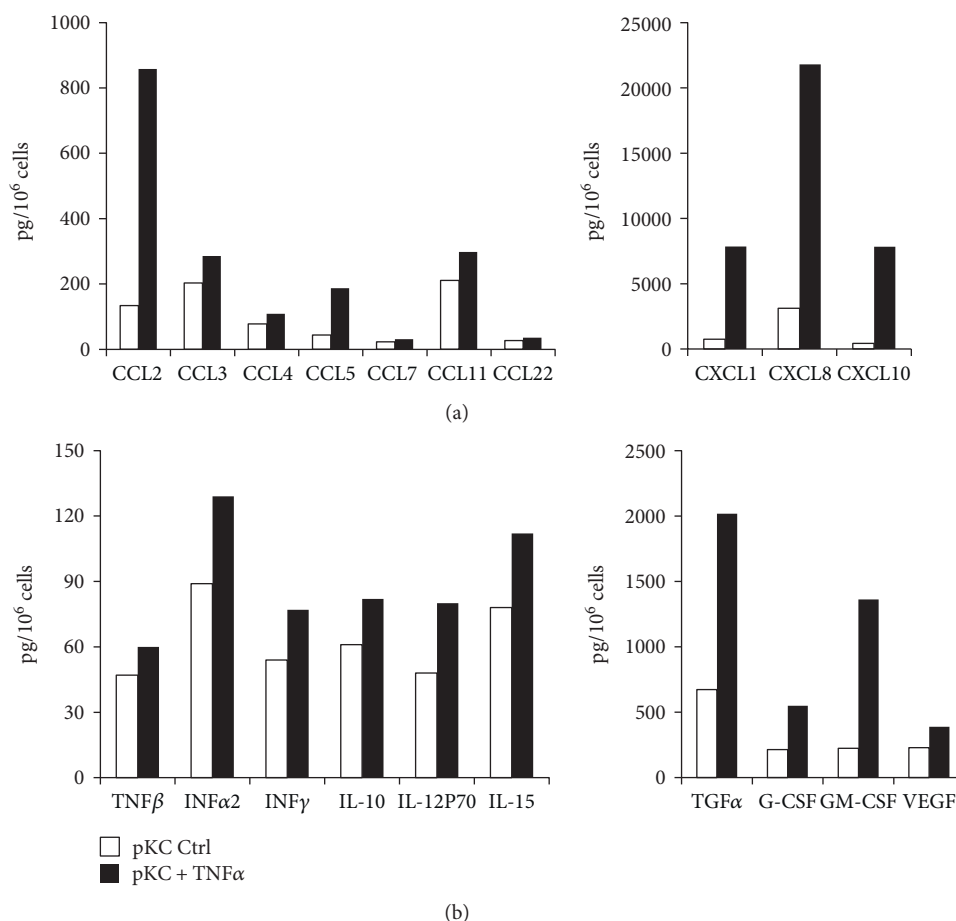 1000
800
600
400
200
0
pg/10⁶ cells
CCL2 CCL3 CCL4 CCL5 CCL7 CCL11 CCL22
25000
20000
15000
10000
5000
0
pg/10⁶ cells
CXCL1 CXCL8 CXCL10
(a)
150
120
90
60
30
0
pg/10⁶ cells
TNFβ INFα2 INFγ IL-10 IL-12P70 IL-15
2500
2000
1500
1000
500
0
pg/10⁶ cells
TGFα G-CSF GM-CSF VEGF
pKC Ctrl
pKC + TNFα
(b)